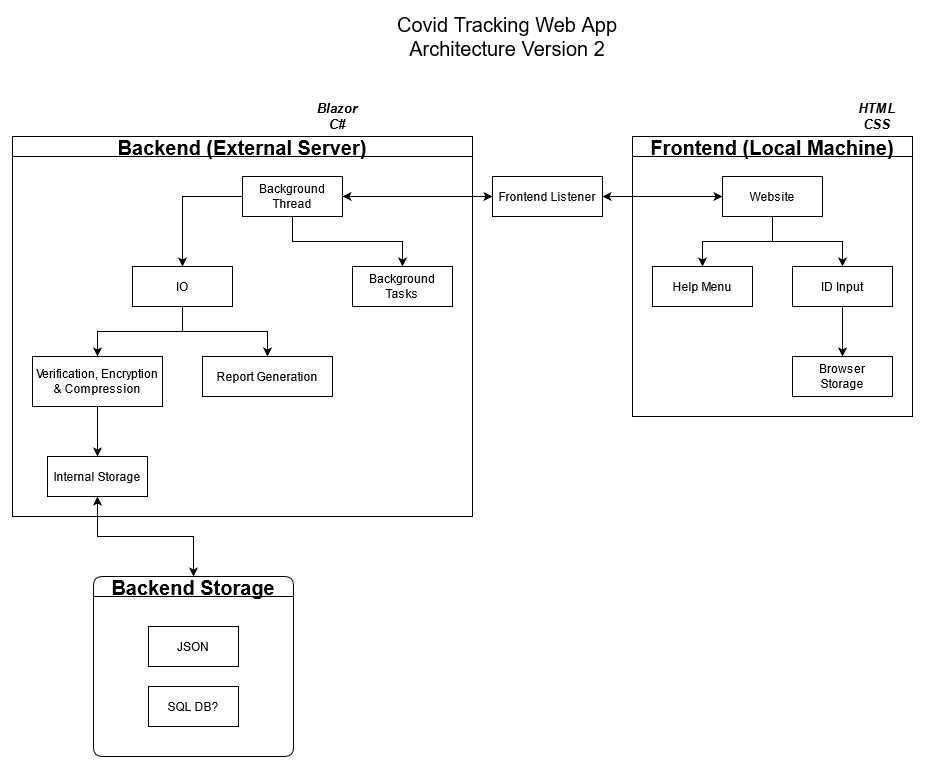 Covid Tracking Web App
Architecture Version 2
Blazor
C#
HTML
CSS
Backend (External Server)
Frontend (Local Machine)
Background
Thread
Frontend Listener
Website
IO
Background
Tasks
Help Menu
ID Input
Verification, Encryption
& Compression
Report Generation
Browser
Storage
Internal Storage
Backend Storage
JSON
SQL DB?